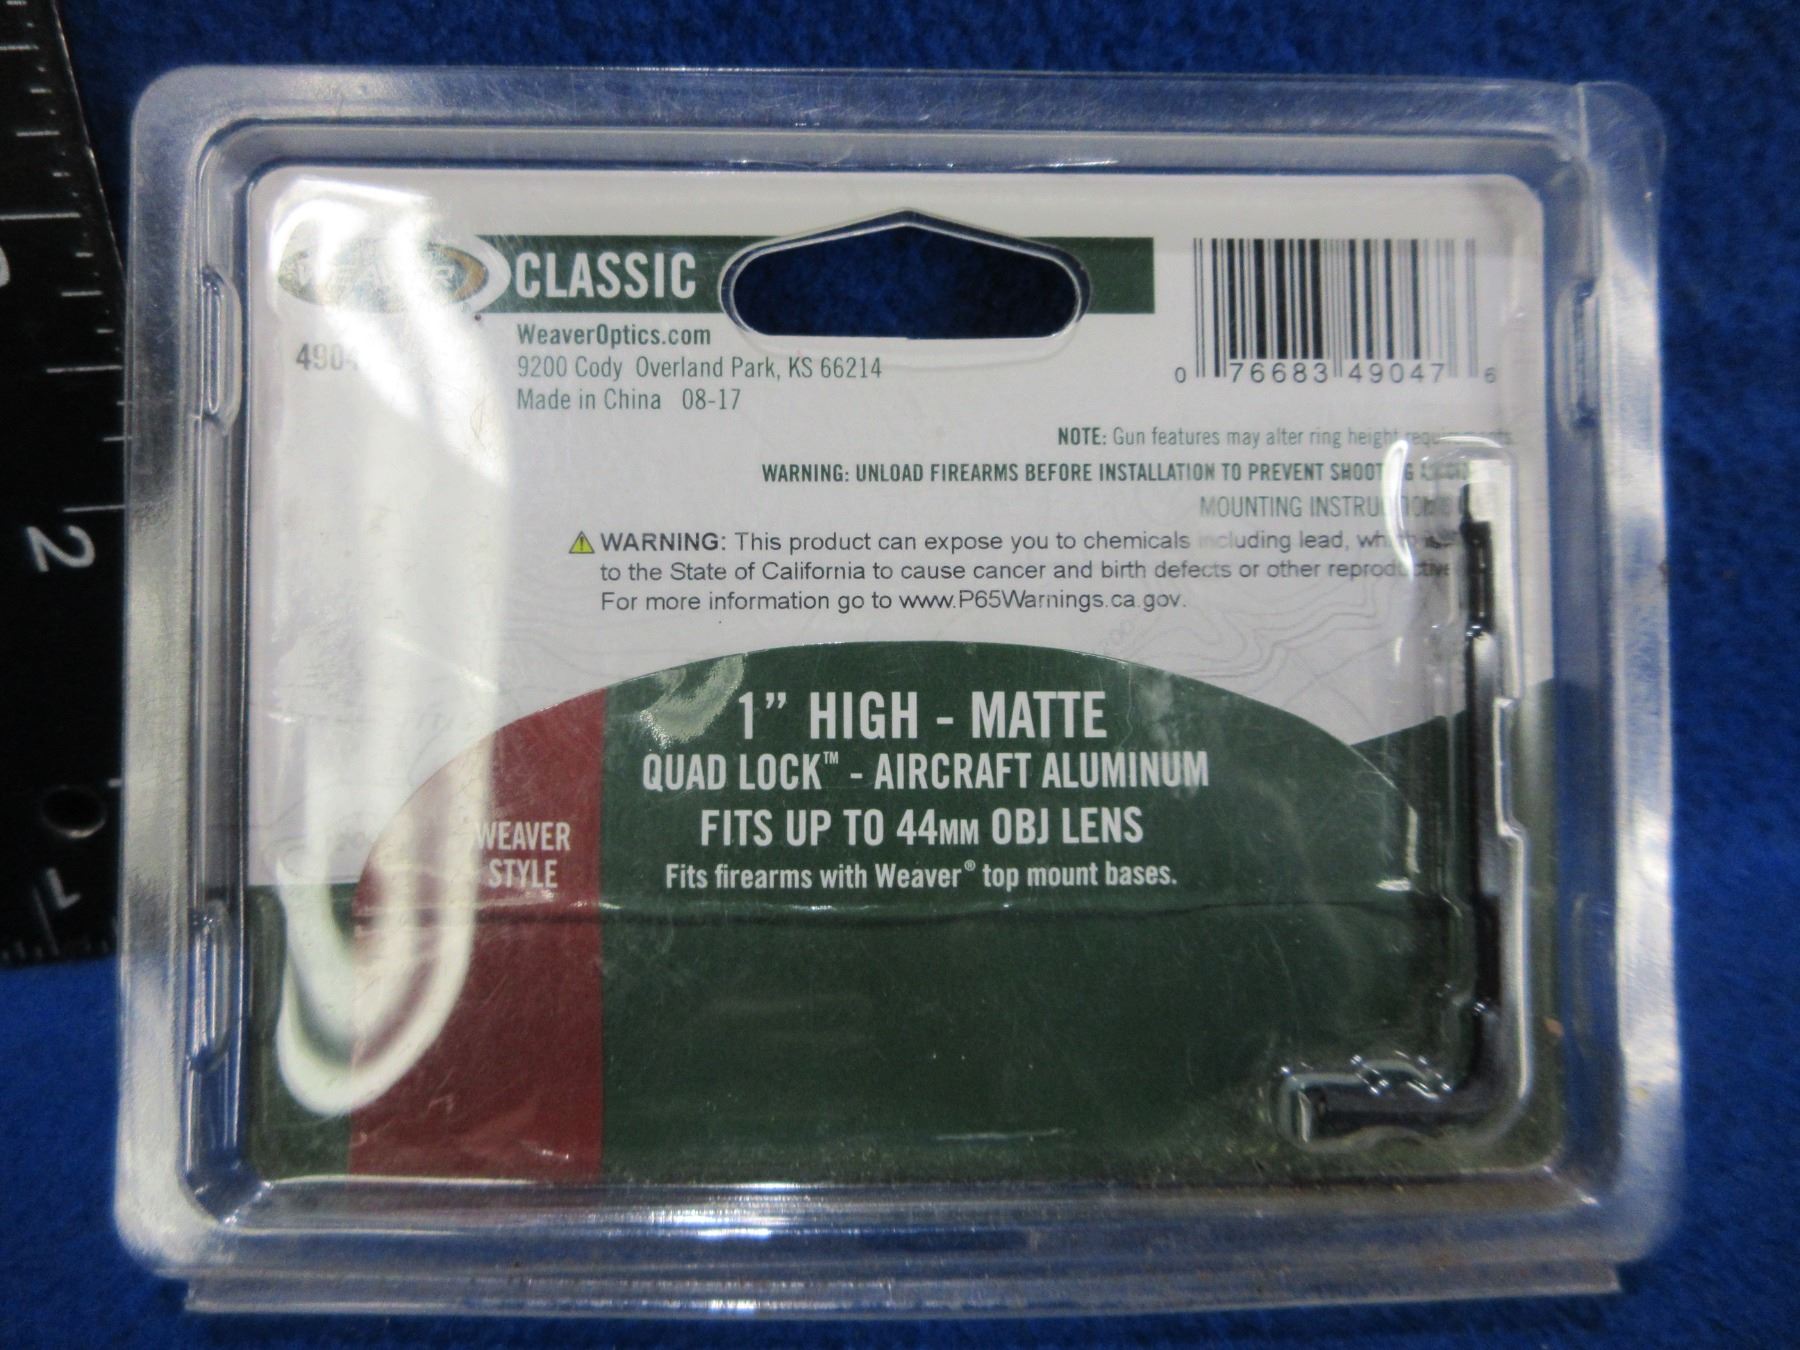 WEAVER CLASSIC
WeaverOptics.com
9200 Cody Overland Park, KS 66214
Made in China 08-17
0 76683 49047 6
NOTE: Gun features may alter ring height
WARNING: UNLOAD FIREARMS BEFORE INSTALLATION TO PREVENT
MOUNTING
WARNING: This product can expose you to chemicals including lead,
to the State of California to cause cancer and birth defects or other reproductive
For more information go to www.P65Warnings.ca.gov.
1” HIGH - MATTE
QUAD LOCK™ - AIRCRAFT ALUMINUM
FITS UP TO 44MM OBJ LENS
Fits firearms with Weaver® top mount bases.
WEAVER
STYLE
2
1